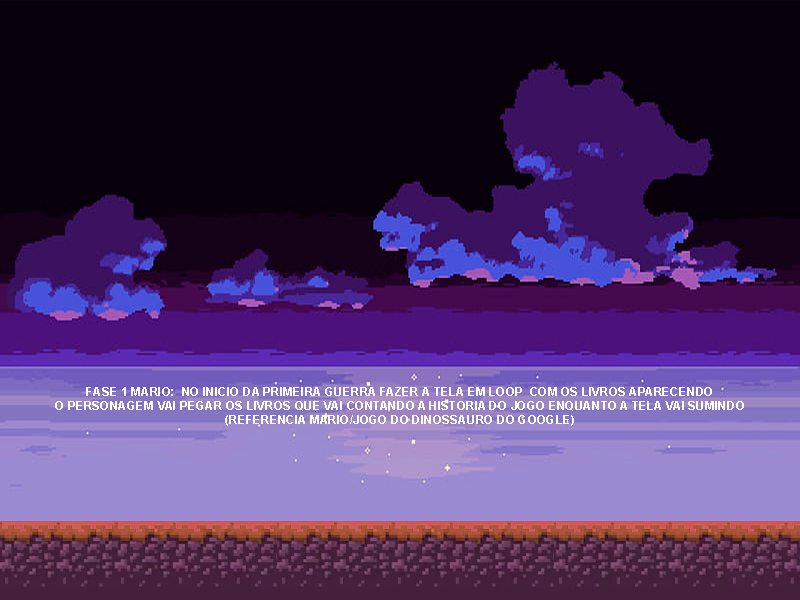 FASE 1 MARIO: NO INICIO DA PRIMEIRA GUERRA FAZER A TELA EM LOOP COM OS LIVROS APARECENDO
O PERSONAGEM VAI PEGAR OS LIVROS QUE VAI CONTANDO A HISTORIA DO JOGO ENQUANTO A TELA VAI SUMINDO
(REFERENCIA MARIO/JOGO DO DINOSSAURO DO GOOGLE)